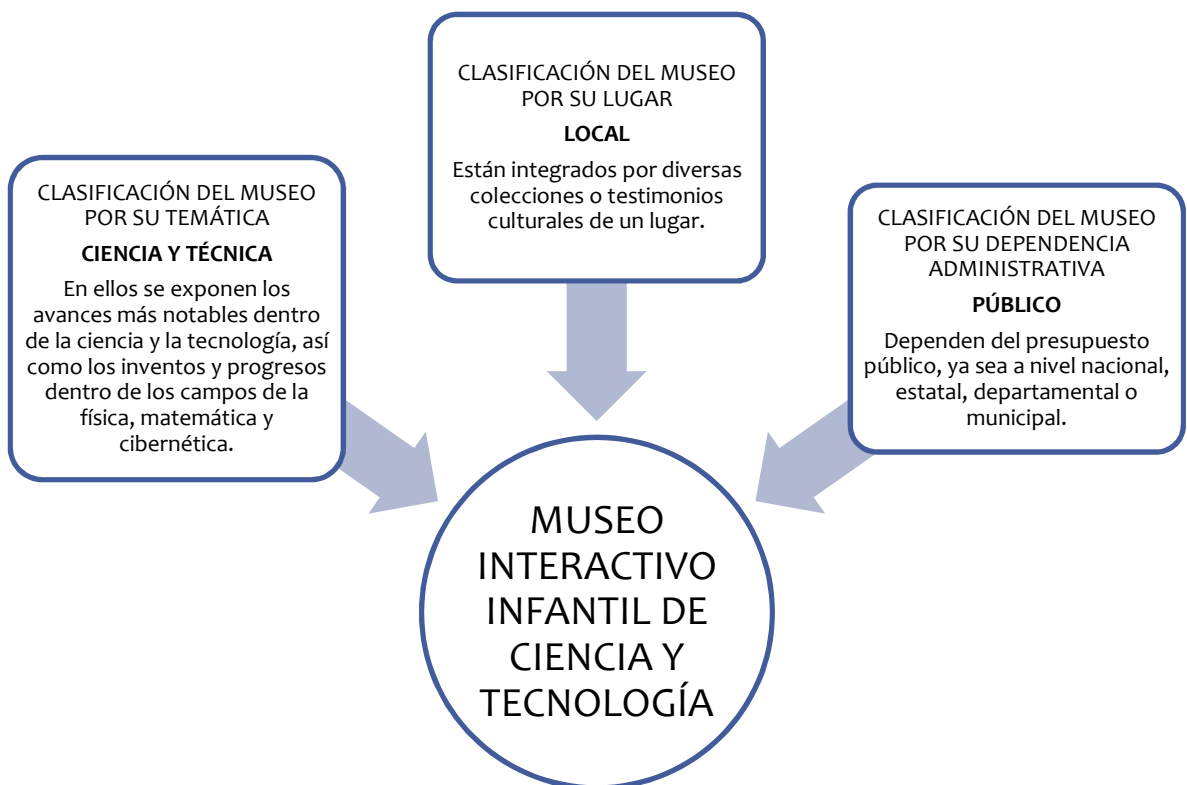 CLASIFICACIÓN DEL MUSEO
POR SU LUGAR
LOCAL
Están integrados por diversas
colecciones o testimonios
culturales de un lugar.
CLASIFICACIÓN DEL MUSEO
POR SU TEMÁTICA
CIENCIA Y TÉCNICA
En ellos se exponen los
avances más notables dentro
de la ciencia y la tecnología, así
como los inventos y progresos
dentro de los campos de la
física, matemática y
cibernética.
CLASIFICACIÓN DEL MUSEO
POR SU DEPENDENCIA
ADMINISTRATIVA
PÚBLICO
Dependen del presupuesto
público, ya sea a nivel nacional,
estatal, departamental o
municipal.
MUSEO
INTERACTIVO
INFANTIL DE
CIENCIA Y
TECNOLOGÍA